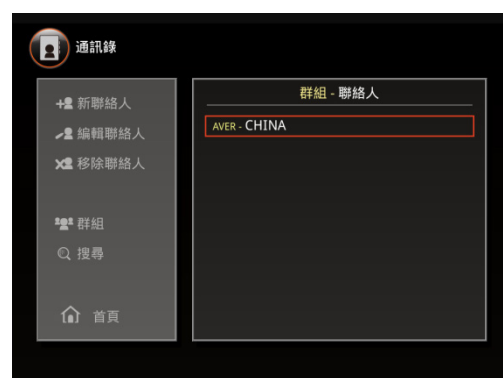 通訊錄
新聯絡人
編輯聯絡人
移除聯絡人
群組
搜尋
首頁
群組 - 聯絡人
AVER - CHINA